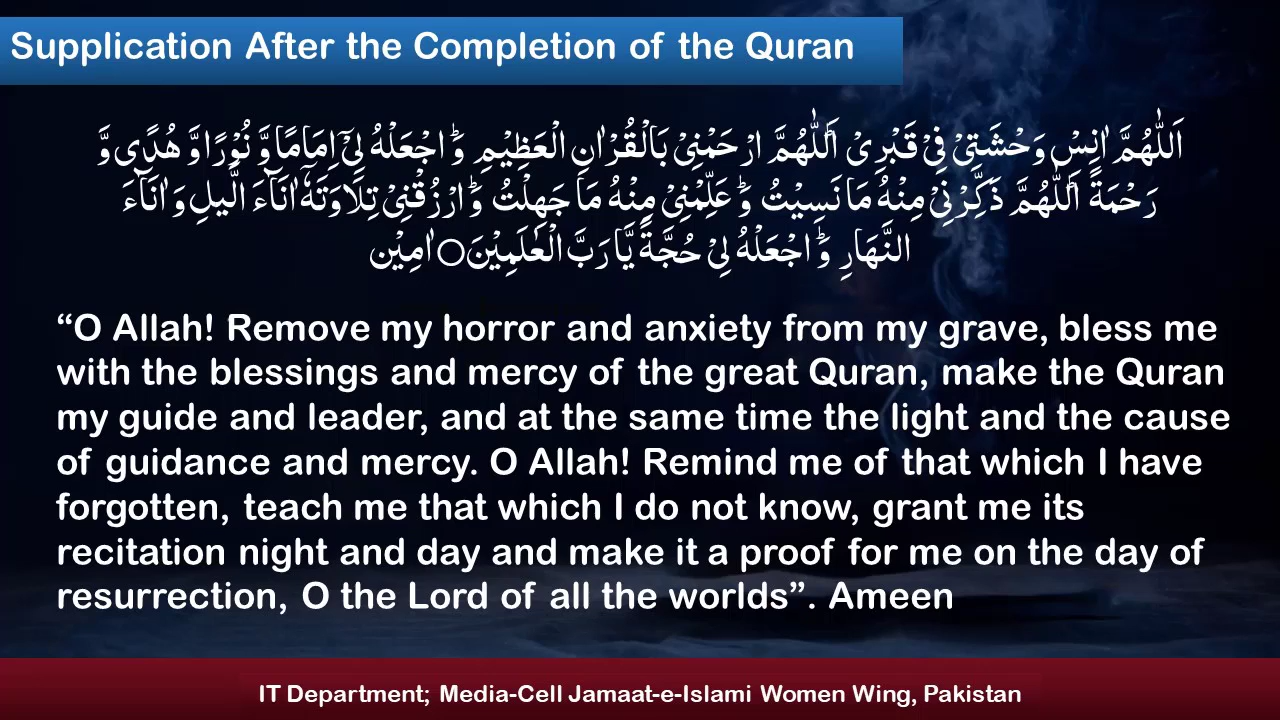 Supplication After the Completion of the Quran
اَللّٰهُمَّ اٰنِسْ وَحْشَتِیْ فِیْ قَبْرِیْ اَللّٰهُمَّ ارْحَمْنِیْ بَالْقُرْاٰنِ الْعَظِیْمِ وَّ اجْعَلْهُ لِیْٓ اِمَامًا وَّ نُوْرًا وَّ هُدًی وَّ
رَحْمَةً اَللّٰهُمَّ ذَكِّرْنِیْ مِنْهُ مَا نَسِیْتُ وَّ عَلِّمْنِیْ مِنْهُ مَا جَهِلْتُ وَّ ارْزُقْنِیْ تِلَاوَتَهٗٓ اٰنَآءَ الَّیلِ وَ اٰنَآءَ
النَّهَارِ وَّ اجْعَلْهُ لِیْ حُجَّةً یَّا رَبَّ الْعٰلَمِیْنَ○ اٰمِیْن
“O Allah! Remove my horror and anxiety from my grave, bless me
with the blessings and mercy of the great Quran, make the Quran
my guide and leader, and at the same time the light and the cause
of guidance and mercy. O Allah! Remind me of that which I have
forgotten, teach me that which I do not know, grant me its
recitation night and day and make it a proof for me on the day of
resurrection, O the Lord of all the worlds”. Ameen
IT Department; Media-Cell Jamaat-e-Islami Women Wing, Pakistan